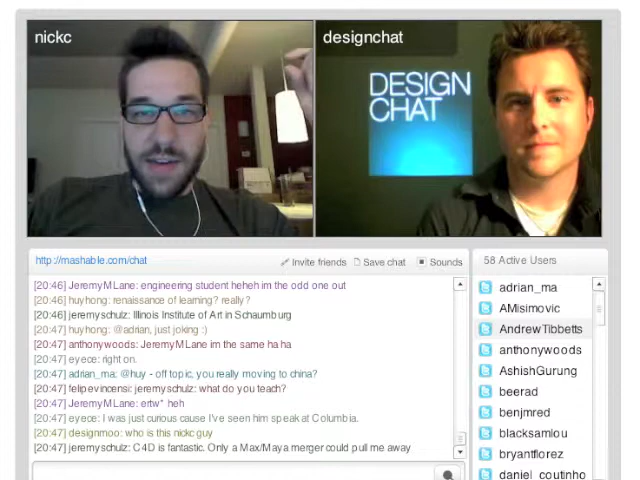 nickc
designchat
DESIGN
CHAT
http://mashable.com/chat
Invite friends
Save chat
Sounds
58 Active Users
[20:46] JeremyMLane: engineering student heheh im the odd one out
[20:46] huyhong: renaissance of learning? really?
[20:46] jeremyschulz: Illinois Institute of Art in Schaumburg
[20:47] huyhong: @adrian, just joking :)
[20:47] anthonywoods: JeremyMLane im the same ha ha
[20:47] eyece: right on.
[20:47] adrian_ma: @huy - off topic, you really moving to china?
[20:47] felipevincensi: jeremyschulz: what do you teach?
[20:47] JeremyMLane: ertw* heh
[20:47] eyece: I was just curious cause I've seen him speak at Columbia.
[20:47] designmoo: who is this nickc guy
[20:47] jeremyschulz: C4D is fantastic. Only a Max/Maya merger could pull me away
adrian_ma
AMisimovic
AndrewTibbetts
anthonywoods
AshishGurung
beerad
benjmred
blacksamlou
bryantflorez
daniel_coutinho